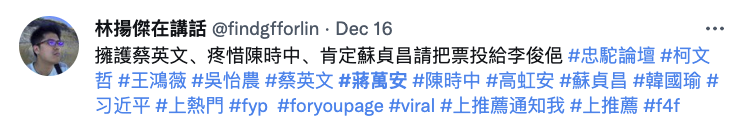 林揚傑在講話 @findgfforlin · Dec 16
擁護蔡英文、疼惜陳時中、肯定蘇貞昌請把票投給李俊俋 #忠駝論壇 #柯文
哲 #王鴻薇 #吳怡農 #蔡英文 #蔣萬安 #陳時中 #高虹安 #蘇貞昌 #韓國瑜 #
习近平 #上熱門 #fyp #foryoupage #viral #上推薦通知我 #上推薦 #f4f